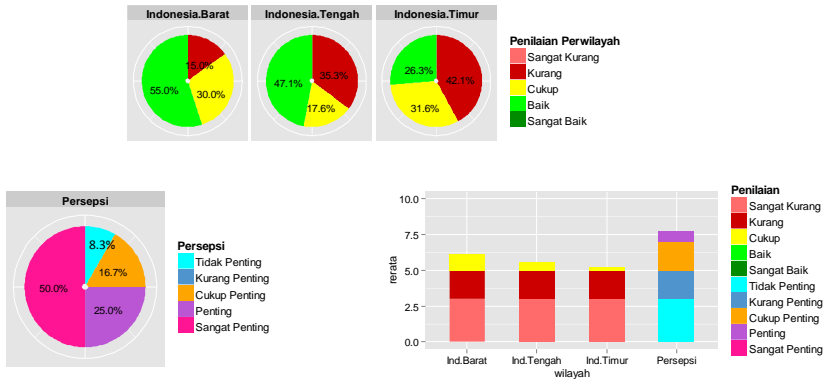 Indonesia.Barat
Indonesia.Tengah
Indonesia.Timur
15.0%
55.0%
30.0%
35.3%
47.1%
17.6%
26.3%
42.1%
31.6%
Penilaian Perwilayah
Sangat Kurang
Kurang
Cukup
Baik
Sangat Baik
Persepsi
8.3%
16.7%
50.0%
25.0%
Persepsi
Tidak Penting
Kurang Penting
Cukup Penting
Penting
Sangat Penting
10.0
7.5
5.0
2.5
0.0
rerata
Ind.Barat
Ind.Tengah
Ind.Timur
Persepsi
wilayah
Penilaian
Sangat Kurang
Kurang
Cukup
Baik
Sangat Baik
Tidak Penting
Kurang Penting
Cukup Penting
Penting
Sangat Penting